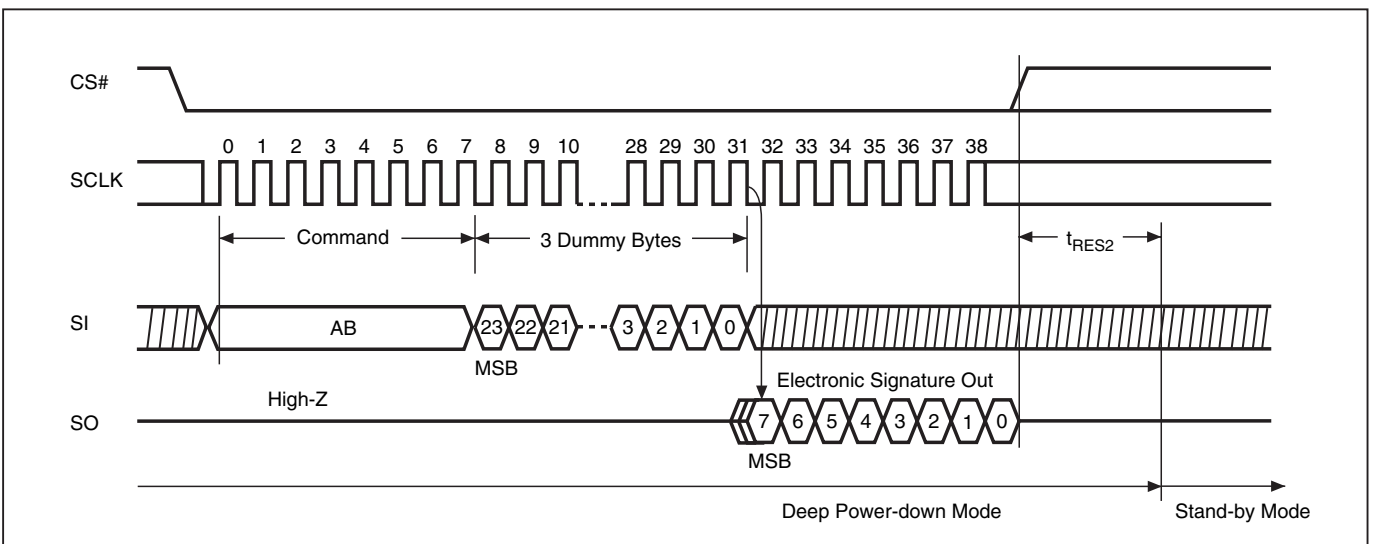 CS#
0 1 2 3 4 5 6 7 8 9 10 28 29 30 31 32 33 34 35 36 37 38
SCLK
Command 3 Dummy Bytes tRES2
SI AB 23 22 21 3 2 1 0
MSB
Electronic Signature Out
High-Z
SO 7 6 5 4 3 2 1 0
MSB
Deep Power-down Mode Stand-by Mode